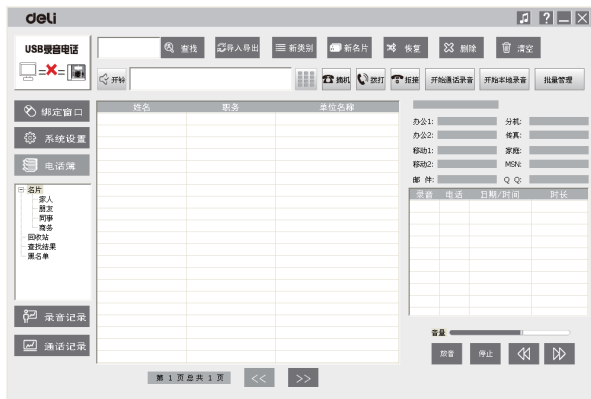 deli
USB录音电话
查找
导入导出
新类别
新名片
恢复
删除
清空
开铃
摘机
拨打
拒接
开始通话录音
开始本地录音
批量管理
绑定窗口
系统设置
电话簿
名片
家人
朋友
同事
商务
回收站
查找结果
黑名单
录音记录
通话记录
姓名 职务 单位名称
第 1 页总共 1 页
<< >>
办公1: 分机:
办公2: 传真:
移动1: 家庭:
移动2: MSN:
邮 件: Q Q:
录音 电话 日期/时间 时长
音量
放音 停止